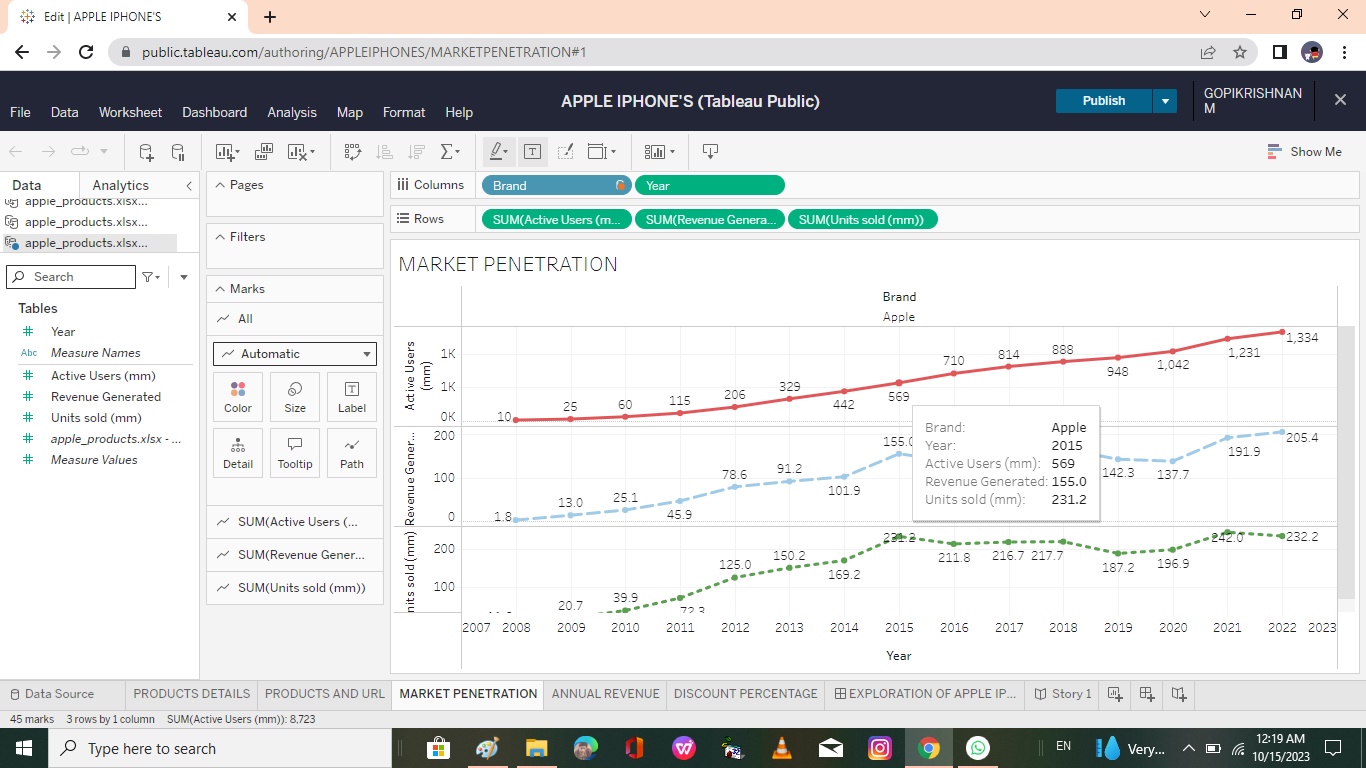 Edit | APPLE IPHONE'S
public.tableau.com/authoring/APPLEIPHONES/MARKETPENETRATION#1
File Data Worksheet Dashboard Analysis Map Format Help
APPLE IPHONE'S (Tableau Public)
Publish
GOPIKRISHNAN
M
Show Me
Data Analytics
apple_products.xlsx...
apple_products.xlsx...
apple_products.xlsx...
Search
Tables
Year
Abc Measure Names
Active Users (mm)
Revenue Generated
Units sold (mm)
apple_products.xlsx - ...
Measure Values
Pages
Filters
Marks
All
Automatic
Color Size Label
Detail Tooltip Path
SUM(Active Users (...
SUM(Revenue Gener...
SUM(Units sold (mm))
Columns Brand Year
Rows SUM(Active Users (m... SUM(Revenue Genera... SUM(Units sold (mm))
MARKET PENETRATION
Brand
Apple
Active Users
(mm)
1K
1K
0K
10 25 60 115 206 329 442 569 710 814 888 948 1,042 1,231 1,334
Revenue Gener...
200
100
0
1.8 13.0 25.1 45.9 78.6 91.2 101.9 155.0 142.3 137.7 191.9 205.4
nits sold (mm)
200
100
20.7 39.9 72.3 125.0 150.2 169.2 231.2 211.8 216.7 217.7 187.2 196.9 242.0 232.2
Brand: Apple
Year: 2015
Active Users (mm): 569
Revenue Generated: 155.0
Units sold (mm): 231.2
2007 2008 2009 2010 2011 2012 2013 2014 2015 2016 2017 2018 2019 2020 2021 2022 2023
Year
Data Source PRODUCTS DETAILS PRODUCTS AND URL MARKET PENETRATION ANNUAL REVENUE DISCOUNT PERCENTAGE EXPLORATION OF APPLE IP... Story 1
45 marks 3 rows by 1 column SUM(Active Users (mm)): 8,723
Type here to search
EN
Very...
12:19 AM
10/15/2023